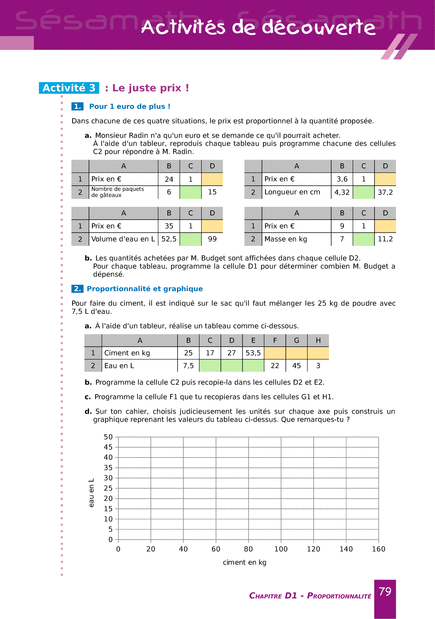 Sésamath Sésamath
Activités de découverte
Activité 3 : Le juste prix !
1. Pour 1 euro de plus !
Dans chacune de ces quatre situations, le prix est proportionnel à la quantité proposée.
a. Monsieur Radin n'a qu'un euro et se demande ce qu'il pourrait acheter.
À l'aide d'un tableur, reproduis chaque tableau puis programme chacune des cellules
C2 pour répondre à M. Radin.
A B C D
1 Prix en € 24 1
2 Nombre de paquets de gâteaux 6 15
A B C D
1 Prix en € 3,6 1
2 Longueur en cm 4,32 37,2
A B C D
1 Prix en € 35 1
2 Volume d'eau en L 52,5 99
A B C D
1 Prix en € 9 1
2 Masse en kg 7 11,2
b. Les quantités achetées par M. Budget sont affichées dans chaque cellule D2.
Pour chaque tableau, programme la cellule D1 pour déterminer combien M. Budget a
dépensé.
2. Proportionnalité et graphique
Pour faire du ciment, il est indiqué sur le sac qu'il faut mélanger les 25 kg de poudre avec
7,5 L d'eau.
a. À l'aide d'un tableur, réalise un tableau comme ci-dessous.
A B C D E F G H
1 Ciment en kg 25 17 27 53,5
2 Eau en L 7,5 22 45 3
b. Programme la cellule C2 puis recopie-la dans les cellules D2 et E2.
c. Programme la cellule F1 que tu recopieras dans les cellules G1 et H1.
d. Sur ton cahier, choisis judicieusement les unités sur chaque axe puis construis un
graphique reprenant les valeurs du tableau ci-dessus. Que remarques-tu ?
50
45
40
35
30
25
20
15
10
5
0
eau en L
0 20 40 60 80 100 120 140 160
ciment en kg
CHAPITRE D1 - PROPORTIONNALITÉ 79